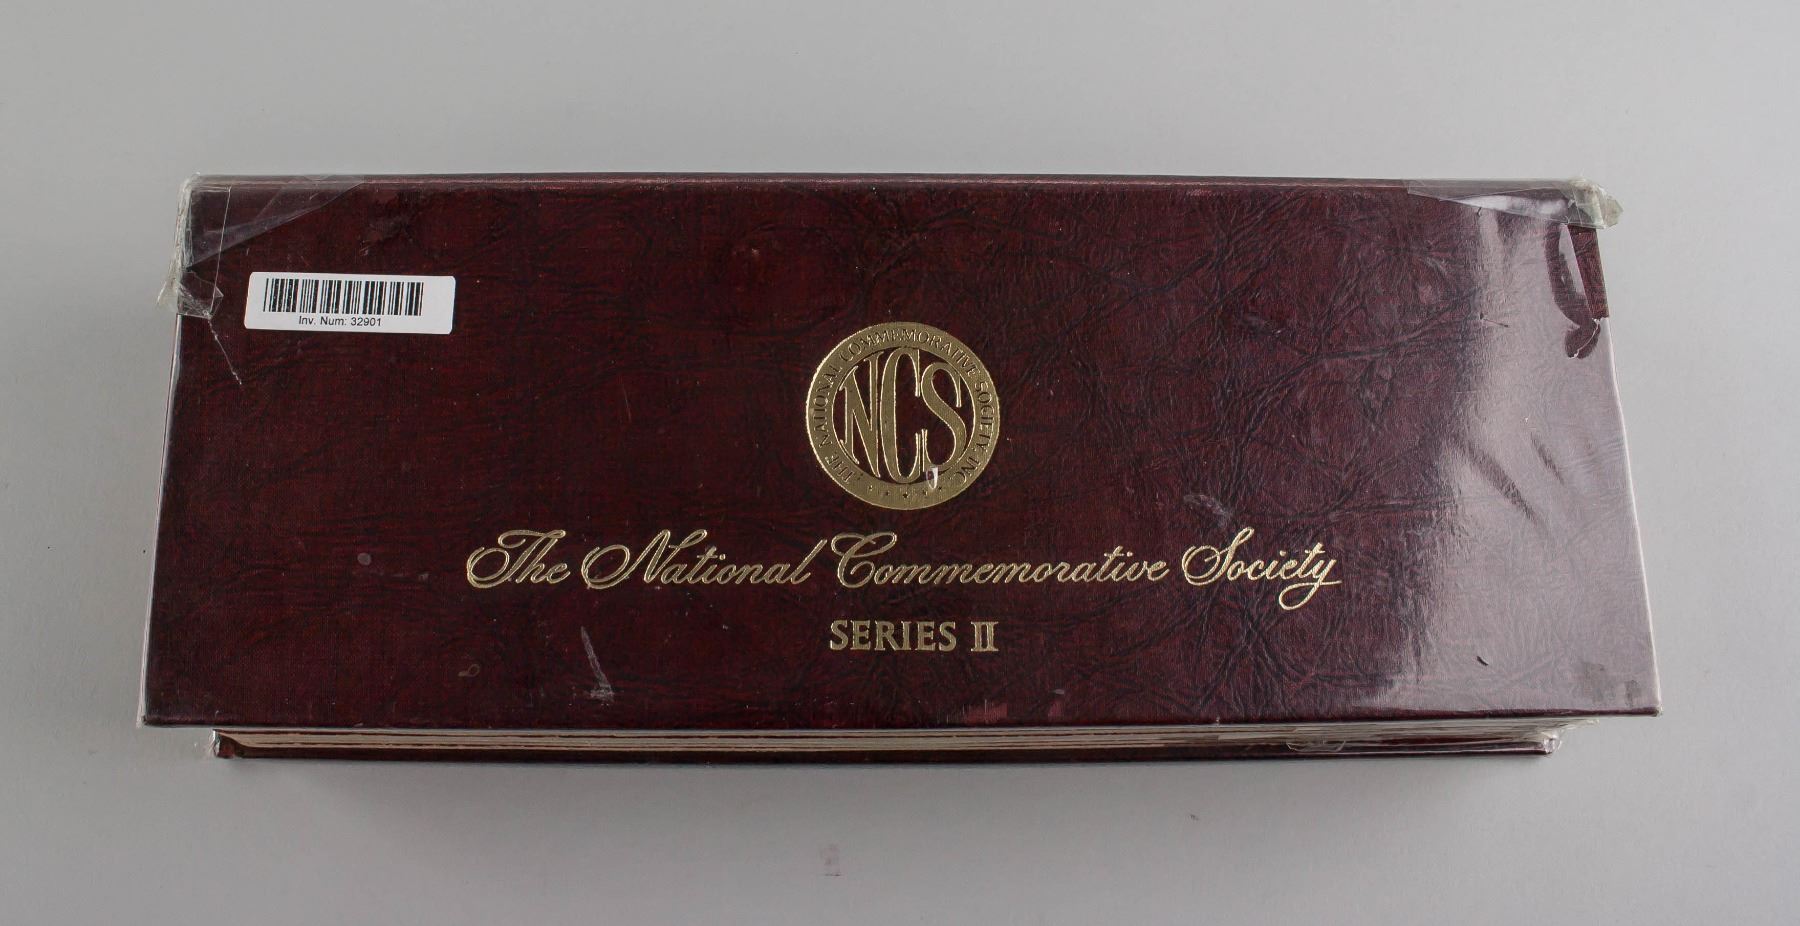 Inv. Num: 32901
THE NATIONAL COMMEMORATIVE SOCIETY, INC.
NCS
The National Commemorative Society
SERIES II